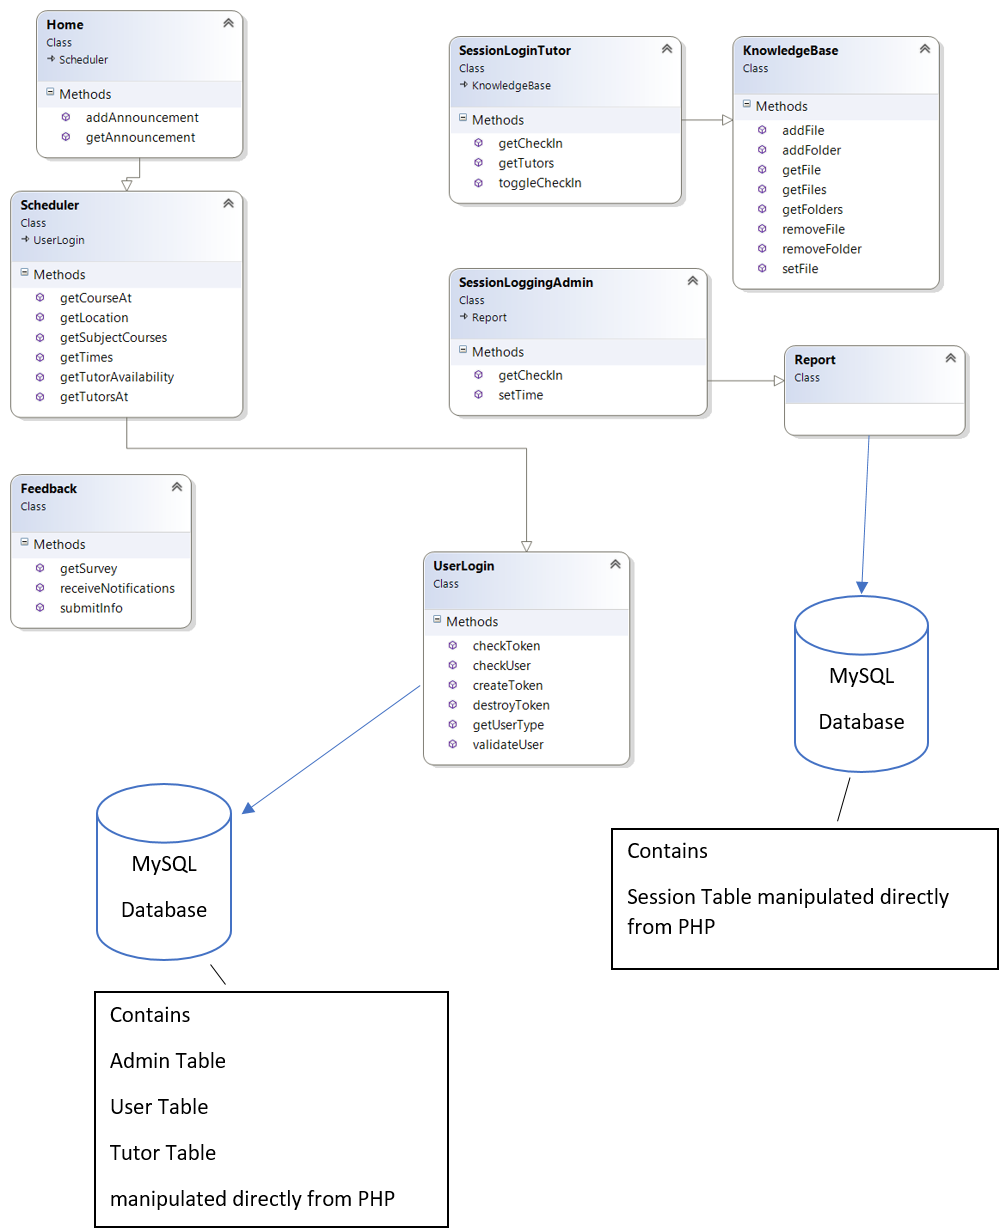 Home
Class
Scheduler
Methods
addAnnouncement
getAnnouncement
Scheduler
Class
UserLogin
Methods
getCourseAt
getLocation
getSubjectCourses
getTimes
getTutorAvailability
getTutorsAt
Feedback
Class
Methods
getSurvey
receiveNotifications
submitInfo
SessionLoginTutor
Class
KnowledgeBase
Methods
getCheckIn
getTutors
toggleCheckIn
KnowledgeBase
Class
Methods
addFile
addFolder
getFile
getFiles
getFolders
removeFile
removeFolder
setFile
SessionLoggingAdmin
Class
Report
Methods
getCheckIn
setTime
Report
Class
UserLogin
Class
Methods
checkToken
checkUser
createToken
destroyToken
getUserType
validateUser
MySQL
Database
Contains
Session Table manipulated directly
from PHP
MySQL
Database
Contains
Admin Table
User Table
Tutor Table
manipulated directly from PHP